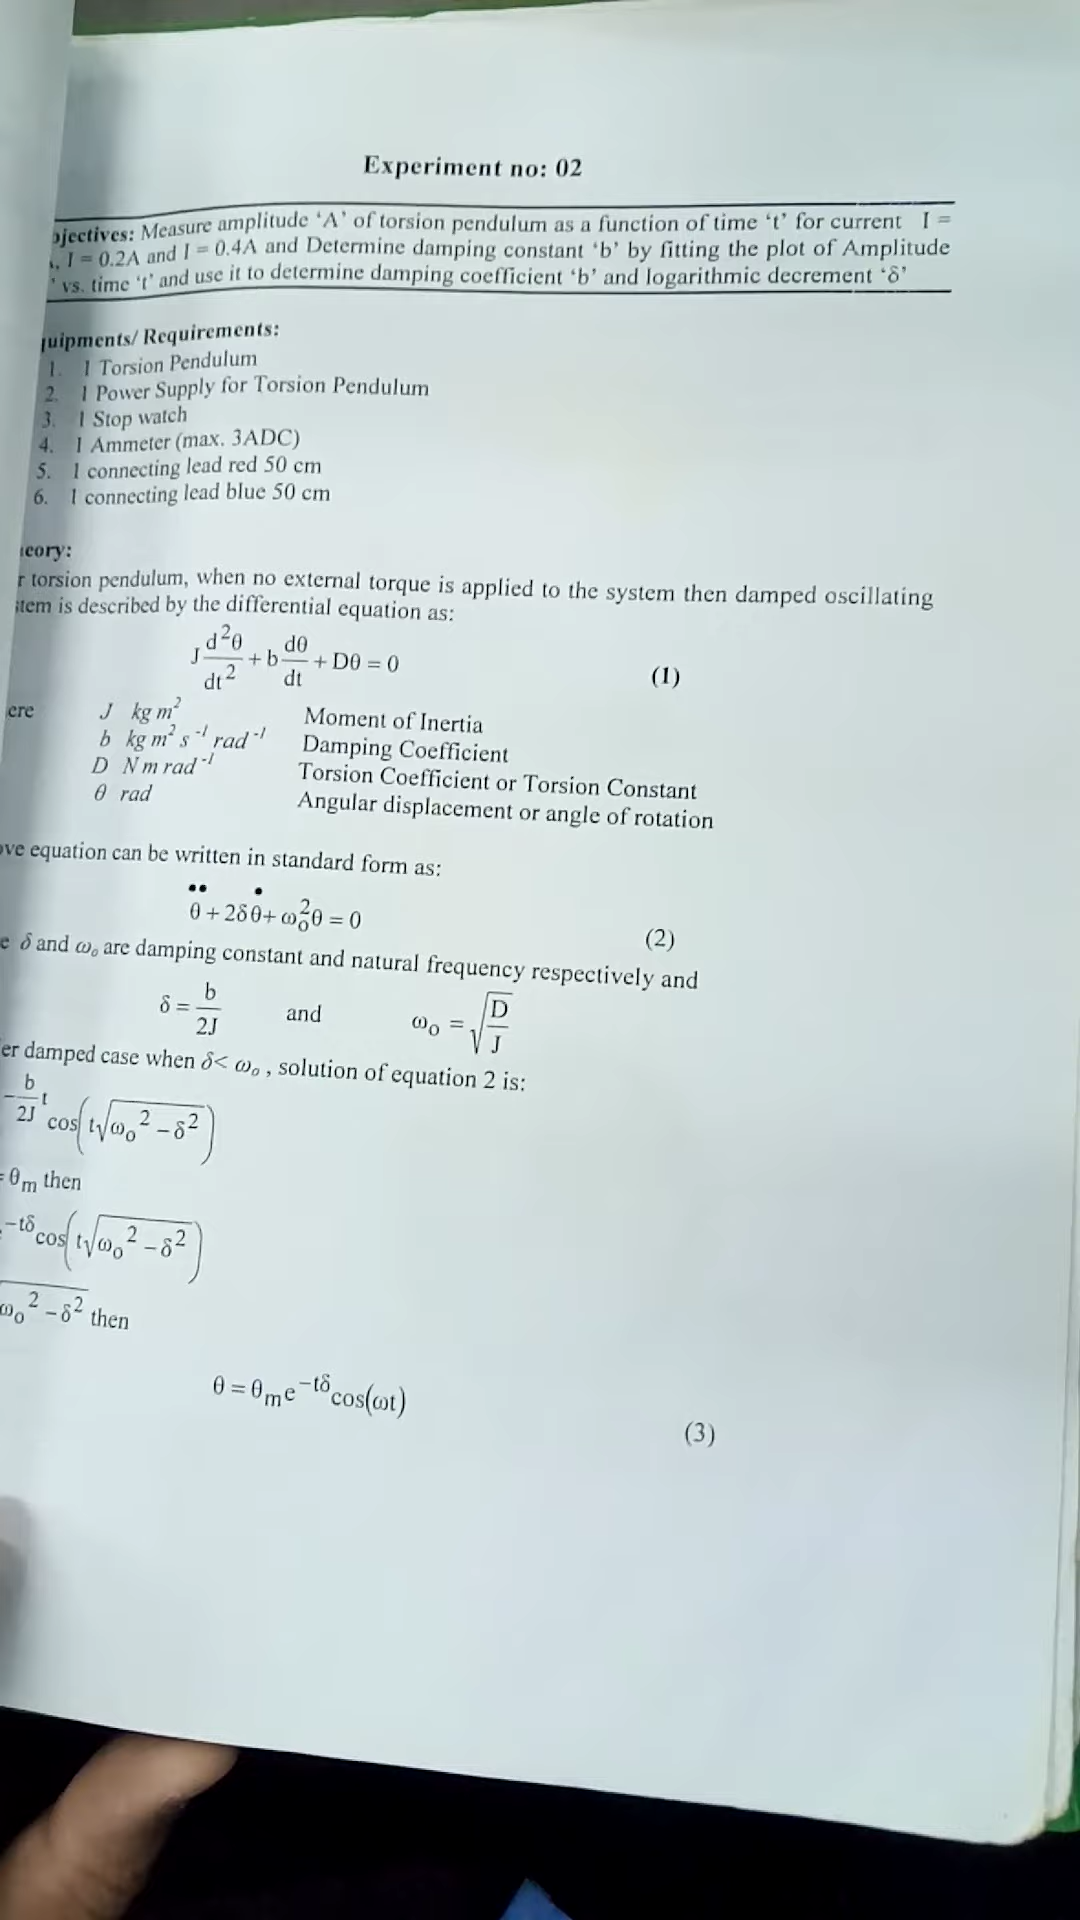 Experiment no: 02
bjectives: Measure amplitude ‘A’ of torsion pendulum as a function of time ‘t’ for current I =
, I = 0.2A and I = 0.4A and Determine damping constant ‘b’ by fitting the plot of Amplitude
’ vs. time ‘t’ and use it to determine damping coefficient ‘b’ and logarithmic decrement ‘δ’
quipments/ Requirements:
1. 1 Torsion Pendulum
2. 1 Power Supply for Torsion Pendulum
3. 1 Stop watch
4. 1 Ammeter (max. 3ADC)
5. 1 connecting lead red 50 cm
6. 1 connecting lead blue 50 cm
eory:
r torsion pendulum, when no external torque is applied to the system then damped oscillating
stem is described by the differential equation as:
J d²θ/dt² + b dθ/dt + Dθ = 0 (1)
ere J kg m² Moment of Inertia
b kg m² s⁻¹ rad⁻¹ Damping Coefficient
D N m rad⁻¹ Torsion Coefficient or Torsion Constant
θ rad Angular displacement or angle of rotation
ove equation can be written in standard form as:
θ̈ + 2δθ̇ + ω₀²θ = 0 (2)
e δ and ω₀ are damping constant and natural frequency respectively and
δ = b/2J and ω₀ = √(D/J)
er damped case when δ< ω₀ , solution of equation 2 is:
−(b/2J)t cos(t√(ω₀² − δ²))
= θm then
−tδ cos(t√(ω₀² − δ²))
ω₀² − δ² then
θ = θm e^−tδ cos(ωt)
(3)